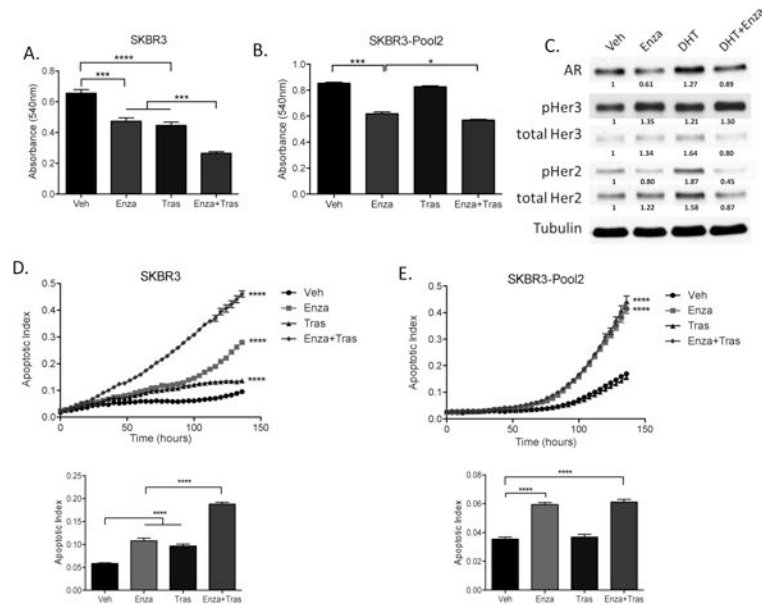 A.
SKBR3
****
***
***
Absorbance (540nm)
0.8
0.6
0.4
0.2
0.0
Veh
Enza
Tras
Enza+Tras
B.
SKBR3-Pool2
***
*
Absorbance (540nm)
1.0
0.8
0.6
0.4
0.2
0.0
Veh
Enza
Tras
Enza+Tras
C.
Veh
Enza
DHT
DHT+Enza
AR
1 0.61 1.27 0.89
pHer3
1 1.35 1.21 1.30
total Her3
1 1.34 1.64 0.80
pHer2
1 0.80 1.87 0.45
total Her2
1 1.22 1.58 0.87
Tubulin
D.
SKBR3
Apoptotic Index
0.5
0.4
0.3
0.2
0.1
0.0
0 50 100 150
Time (hours)
****
****
****
Veh
Enza
Tras
Enza+Tras
****
****
Apoptotic Index
0.25
0.20
0.15
0.10
0.05
0.00
Veh
Enza
Tras
Enza+Tras
E.
SKBR3-Pool2
Apoptotic Index
0.5
0.4
0.3
0.2
0.1
0.0
0 50 100 150
Time (hours)
****
****
Veh
Enza
Tras
Enza+Tras
****
****
Apoptotic Index
0.08
0.06
0.04
0.02
0.00
Veh
Enza
Tras
Enza+Tras